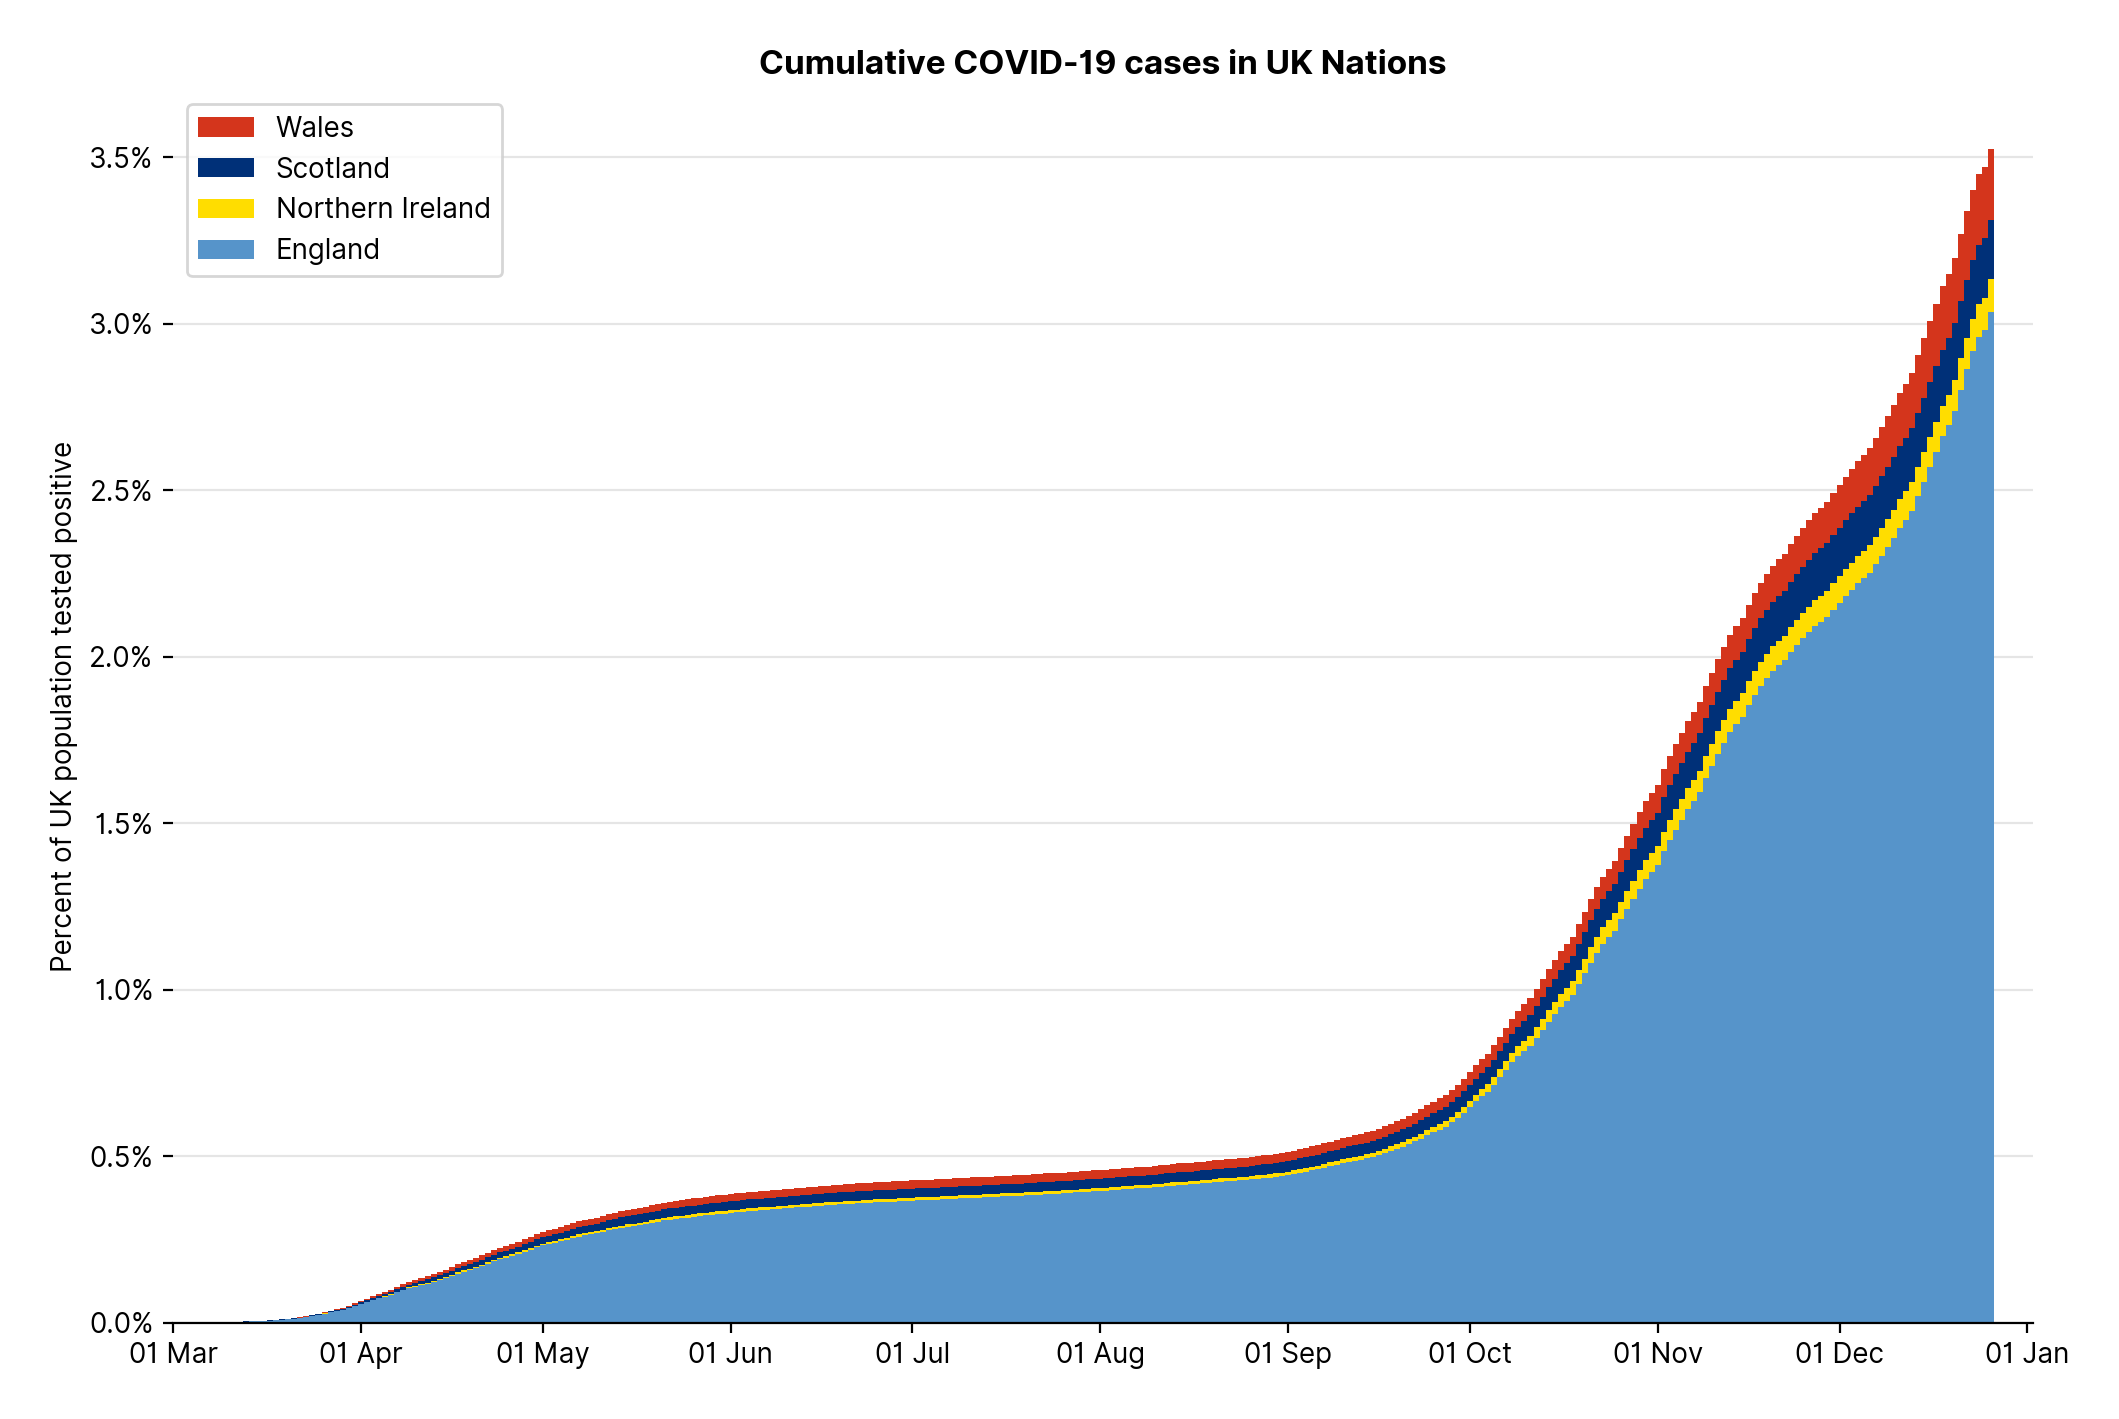 Cumulative COVID-19 cases in UK Nations
Wales
Scotland
Northern Ireland
England
Percent of UK population tested positive
3.5%
3.0%
2.5%
2.0%
1.5%
1.0%
0.5%
0.0%
01 Mar 01 Apr 01 May 01 Jun 01 Jul 01 Aug 01 Sep 01 Oct 01 Nov 01 Dec 01 Jan